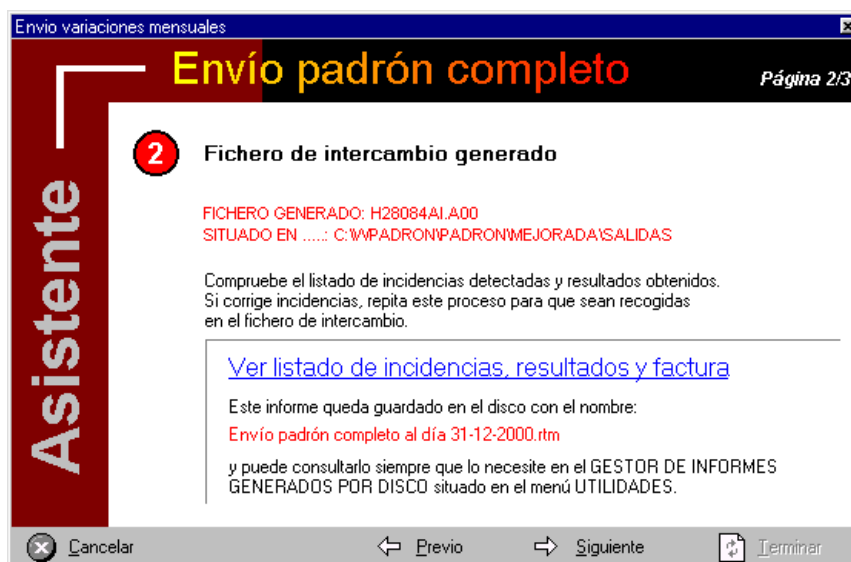 Envio variaciones mensuales
Envío padrón completo
Página 2/3
Asistente
2
Fichero de intercambio generado
FICHERO GENERADO: H28084AI.A00
SITUADO EN .....: C:\WPADRON\PADRON\MEJORADA\SALIDAS
Compruebe el listado de incidencias detectadas y resultados obtenidos.
Si corrige incidencias, repita este proceso para que sean recogidas
en el fichero de intercambio.
Ver listado de incidencias, resultados y factura
Este informe queda guardado en el disco con el nombre:
Envío padrón completo al día 31-12-2000.rtm
y puede consultarlo siempre que lo necesite en el GESTOR DE INFORMES
GENERADOS POR DISCO situado en el menú UTILIDADES.
Cancelar
Previo
Siguiente
Terminar